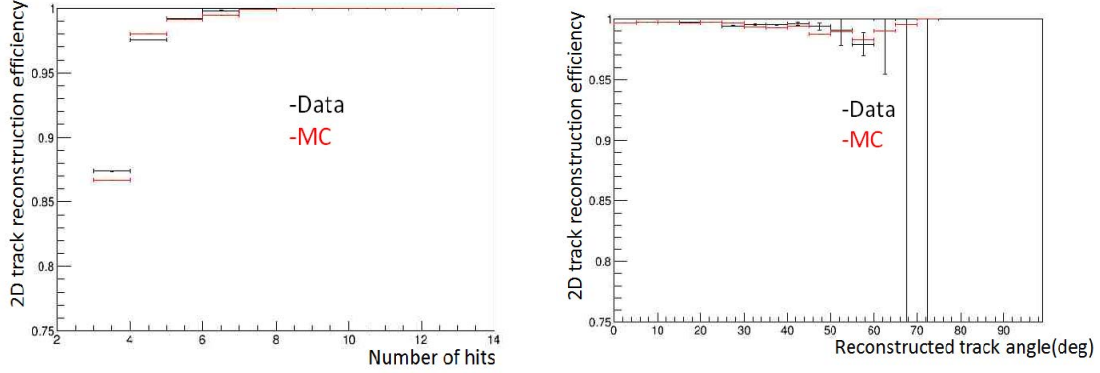 2D track reconstruction efficiency
1
0.95
0.9
0.85
0.8
0.75
-Data
-MC
2 4 6 8 10 12 14
Number of hits
2D track reconstruction efficiency
1
0.95
0.9
0.85
0.8
0.75
-Data
-MC
0 10 20 30 40 50 60 70 80 90
Reconstructed track angle(deg)